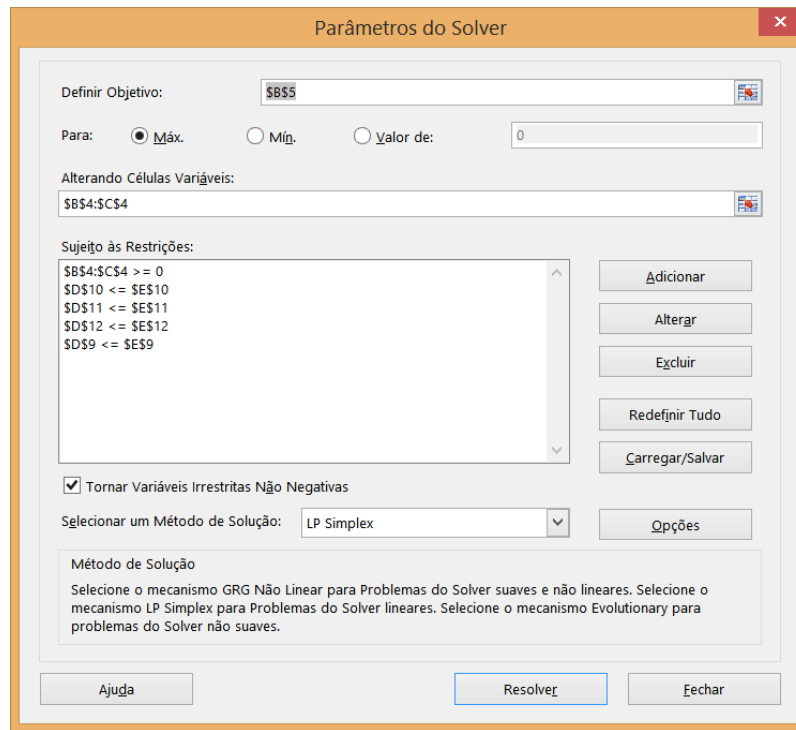 Parâmetros do Solver
Definir Objetivo: $B$5
Para: Máx. Mín. Valor de: 0
Alterando Células Variáveis:
$B$4:$C$4
Sujeito às Restrições:
$B$4:$C$4 >= 0
$D$10 <= $E$10
$D$11 <= $E$11
$D$12 <= $E$12
$D$9 <= $E$9
Adicionar
Alterar
Excluir
Redefinir Tudo
Carregar/Salvar
Tornar Variáveis Irrestritas Não Negativas
Selecionar um Método de Solução: LP Simplex
Opções
Método de Solução
Selecione o mecanismo GRG Não Linear para Problemas do Solver suaves e não lineares. Selecione o
mecanismo LP Simplex para Problemas do Solver lineares. Selecione o mecanismo Evolutionary para
problemas do Solver não suaves.
Ajuda Resolver Fechar